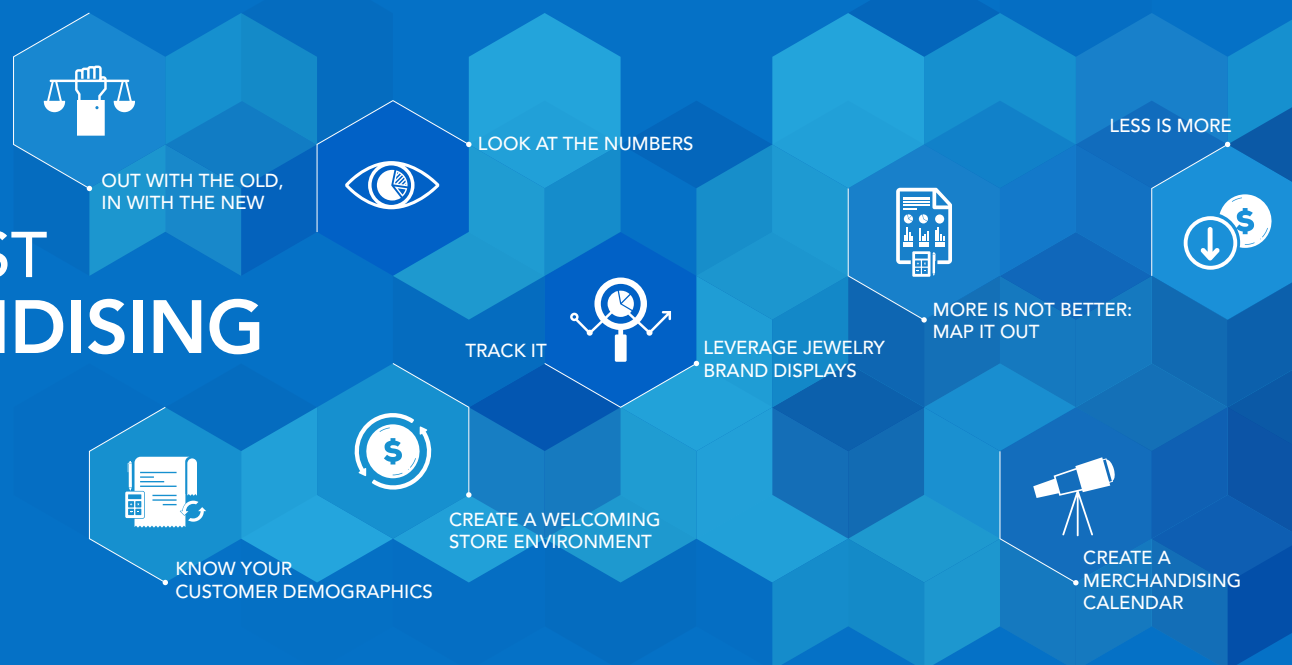 OUT WITH THE OLD,
IN WITH THE NEW
LOOK AT THE NUMBERS
LESS IS MORE
ST
NDISING
TRACK IT
LEVERAGE JEWELRY
BRAND DISPLAYS
MORE IS NOT BETTER:
MAP IT OUT
CREATE A WELCOMING
STORE ENVIRONMENT
KNOW YOUR
CUSTOMER DEMOGRAPHICS
CREATE A
MERCHANDISING
CALENDAR